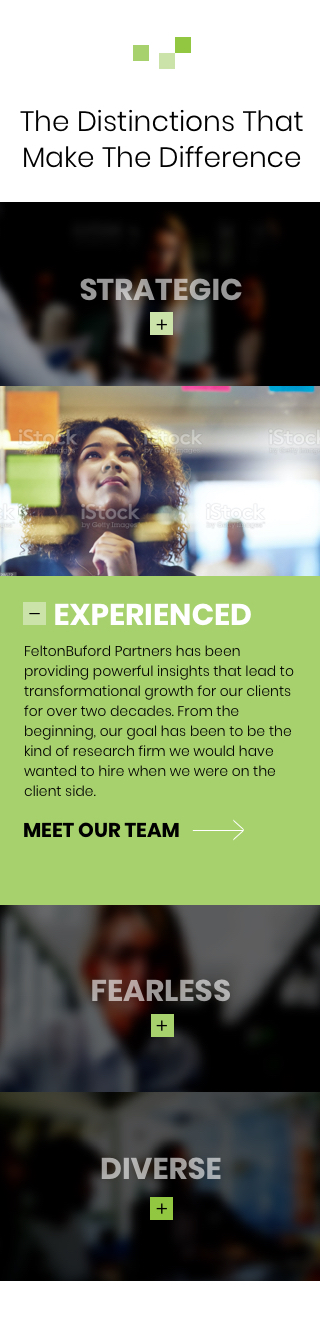 The Distinctions That
Make The Difference
STRATEGIC
+
iStock
by Getty Images
iStock
by Getty Images
iStock
iStock
by Getty Images
iStock
by Getty Images
− EXPERIENCED
FeltonBuford Partners has been
providing powerful insights that lead to
transformational growth for our clients
for over two decades. From the
beginning, our goal has been to be the
kind of research firm we would have
wanted to hire when we were on the
client side.
MEET OUR TEAM
FEARLESS
+
DIVERSE
+